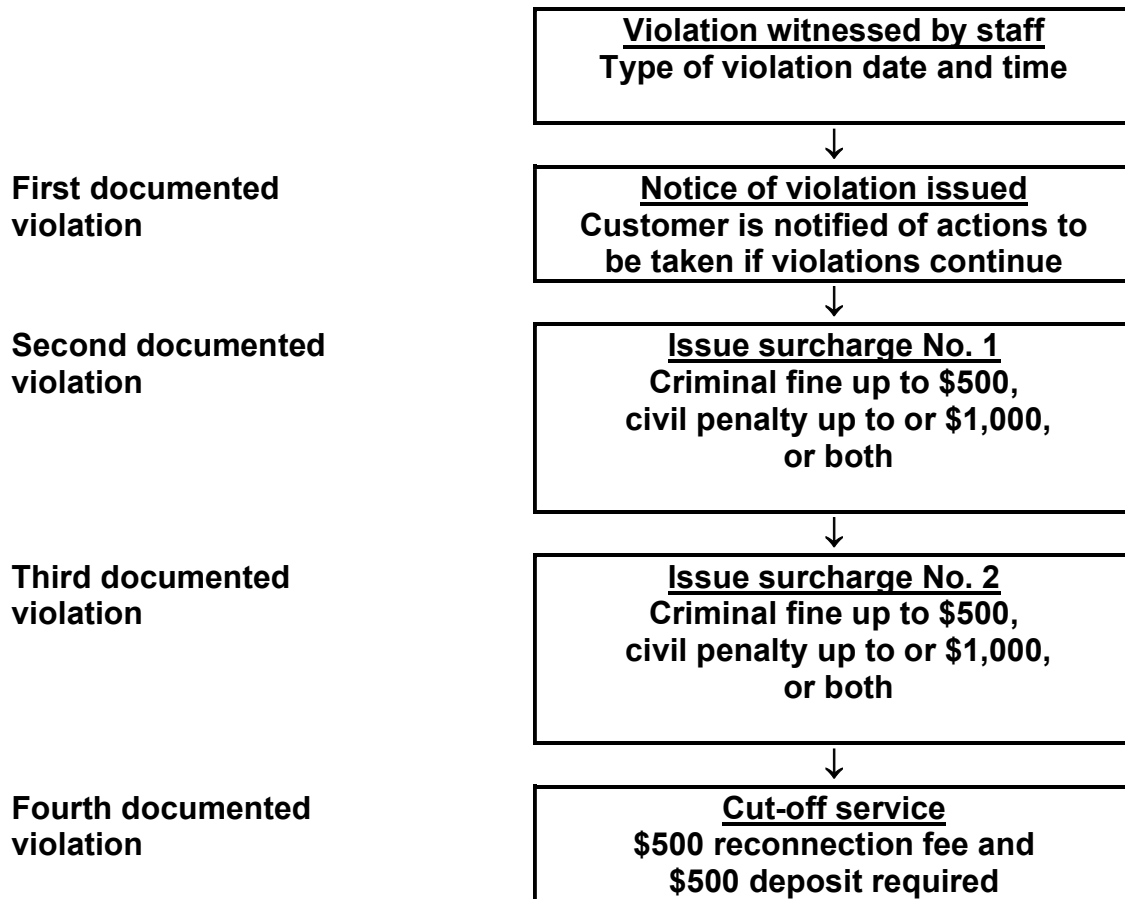 Violation witnessed by staff
Type of violation date and time
↓
First documented
violation
Notice of violation issued
Customer is notified of actions to
be taken if violations continue
↓
Second documented
violation
Issue surcharge No. 1
Criminal fine up to $500,
civil penalty up to or $1,000,
or both
↓
Third documented
violation
Issue surcharge No. 2
Criminal fine up to $500,
civil penalty up to or $1,000,
or both
↓
Fourth documented
violation
Cut-off service
$500 reconnection fee and
$500 deposit required